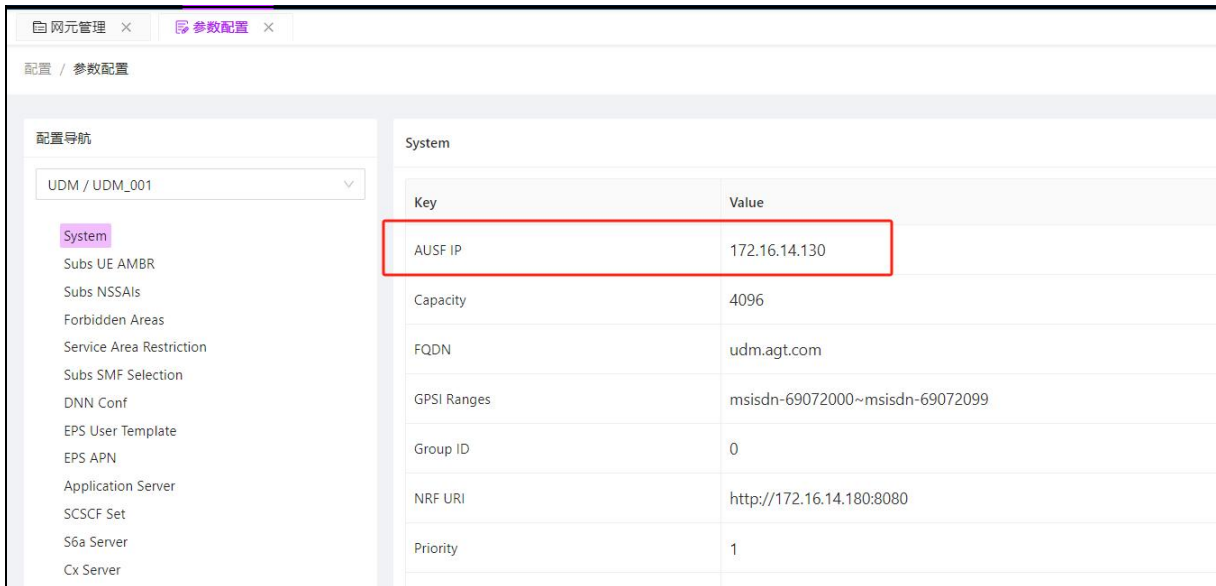 网元管理
参数配置
配置 / 参数配置
配置导航
UDM / UDM_001
System
Subs UE AMBR
Subs NSSAIs
Forbidden Areas
Service Area Restriction
Subs SMF Selection
DNN Conf
EPS User Template
EPS APN
Application Server
SCSCF Set
S6a Server
Cx Server
System
Key Value
AUSF IP 172.16.14.130
Capacity 4096
FQDN udm.agt.com
GPSI Ranges msisdn-69072000~msisdn-69072099
Group ID 0
NRF URI http://172.16.14.180:8080
Priority 1